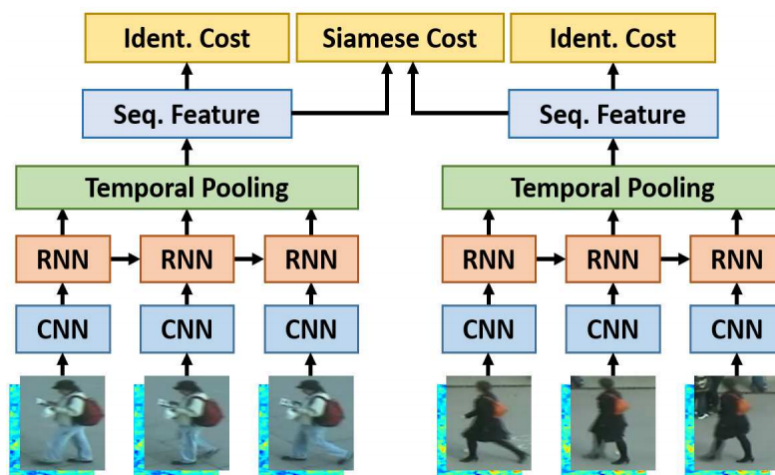 Ident. Cost Siamese Cost Ident. Cost
Seq. Feature Seq. Feature
Temporal Pooling Temporal Pooling
RNN RNN RNN RNN RNN RNN
CNN CNN CNN CNN CNN CNN